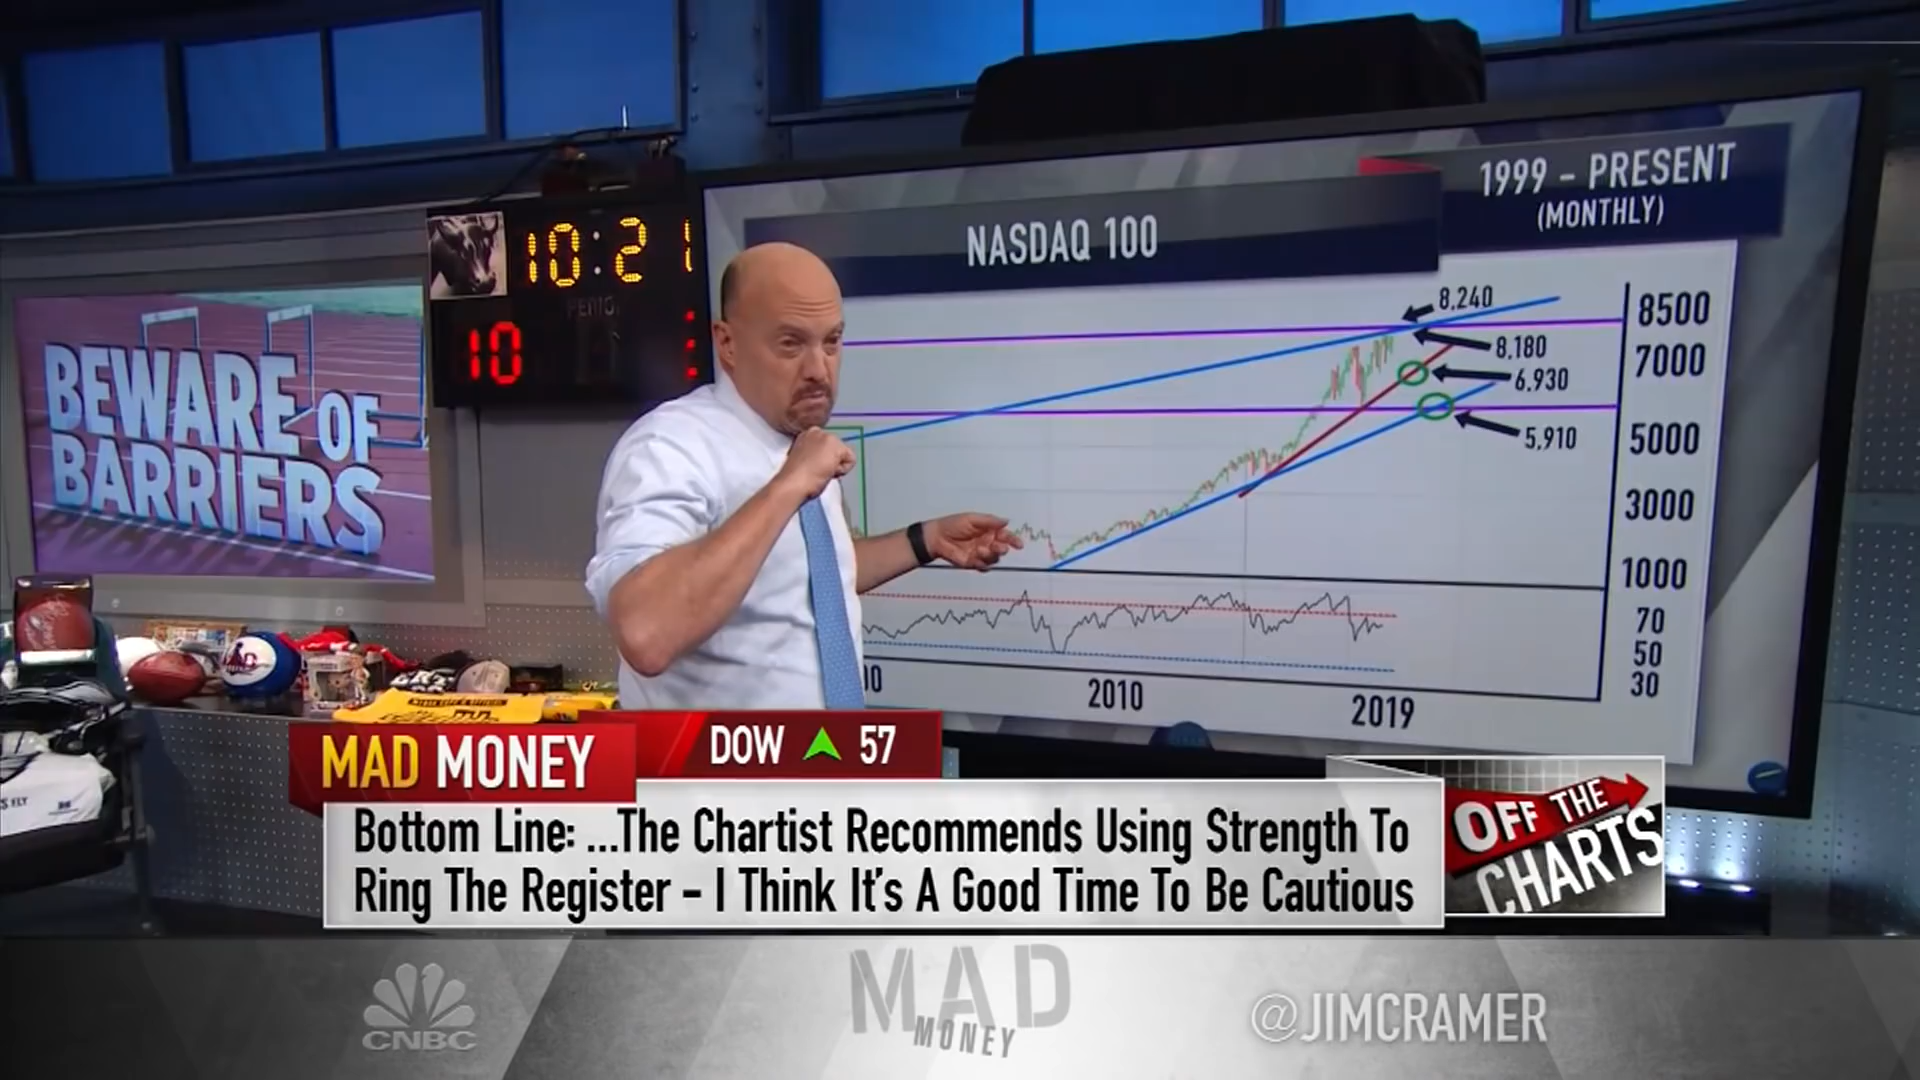 1999 – PRESENT
(MONTHLY)
NASDAQ 100
10:21
PERIO
10
BEWARE OF
BARRIERS
8,240
8,180
6,930
5,910
8500
7000
5000
3000
1000
70
50
30
2010
2019
MAD MONEY
DOW ▲ 57
Bottom Line: ...The Chartist Recommends Using Strength To
Ring The Register – I Think It's A Good Time To Be Cautious
OFF THE
CHARTS
CNBC
MAD
MONEY
@JIMCRAMER